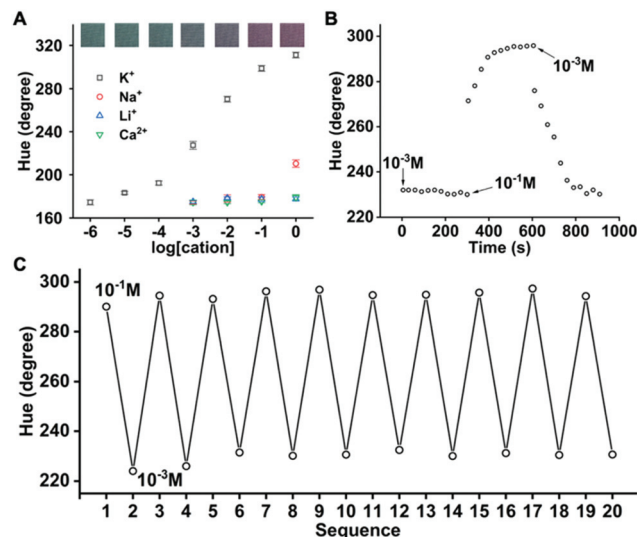 A
320
280
240
200
160
Hue (degree)
K+
Na+
Li+
Ca2+
-6 -5 -4 -3 -2 -1 0
log[cation]
B
300
280
260
240
220
Hue (degree)
10-3M
10-3M
10-1M
0 200 400 600 800 1000
Time (s)
C
300
280
260
240
220
Hue (degree)
10-1M
10-3M
1 2 3 4 5 6 7 8 9 10 11 12 13 14 15 16 17 18 19 20
Sequence